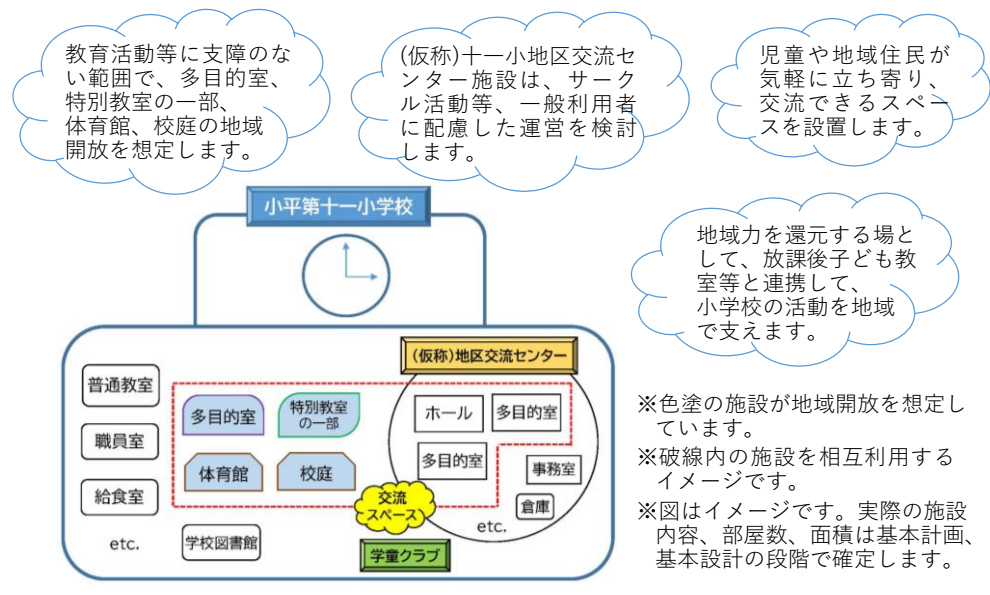 教育活動等に支障のな
い範囲で、多目的室、
特別教室の一部、
体育館、校庭の地域
開放を想定します。
(仮称)十一小地区交流セ
ンター施設は、サーク
ル活動等、一般利用者
に配慮した運営を検討
します。
児童や地域住民が
気軽に立ち寄り、
交流できるスペー
スを設置します。
地域力を還元する場と
して、放課後子ども教
室等と連携して、
小学校の活動を地域
で支えます。
小平第十一小学校
(仮称)地区交流センター
普通教室
職員室
給食室
etc.
学校図書館
多目的室
特別教室
の一部
体育館
校庭
ホール
多目的室
多目的室
事務室
倉庫
etc.
交流
スペース
学童クラブ
※色塗の施設が地域開放を想定し
ています。
※破線内の施設を相互利用する
イメージです。
※図はイメージです。実際の施設
内容、部屋数、面積は基本計画、
基本設計の段階で確定します。